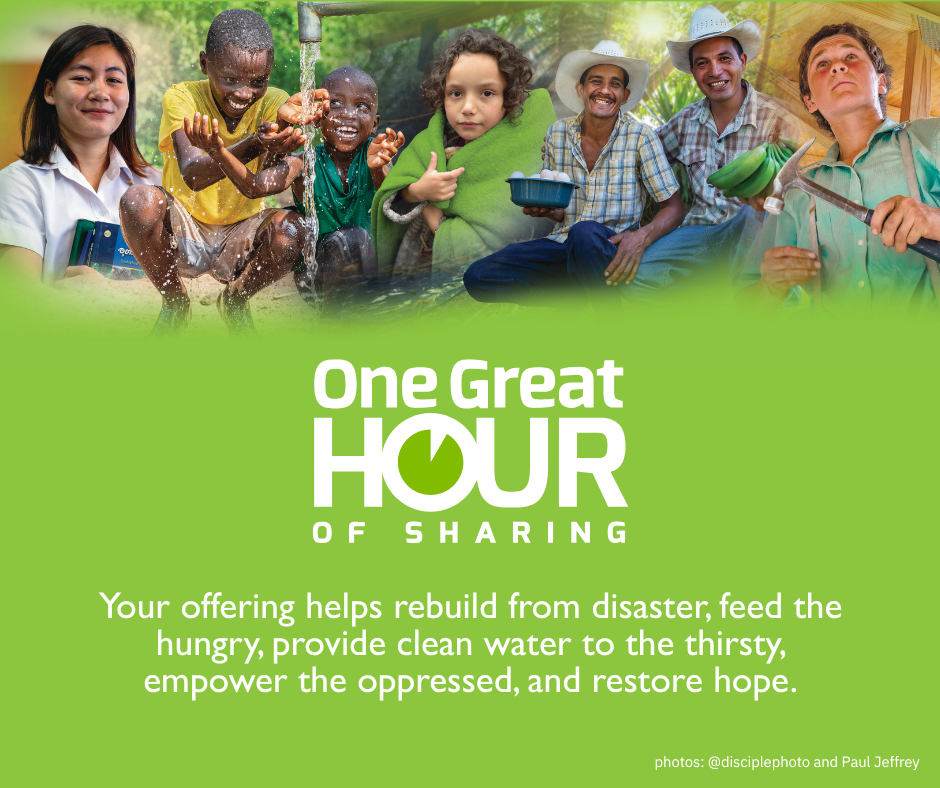 One Great
HOUR
OF SHARING
Your offering helps rebuild from disaster, feed the
hungry, provide clean water to the thirsty,
empower the oppressed, and restore hope.
photos: @disciplephoto and Paul Jeffrey